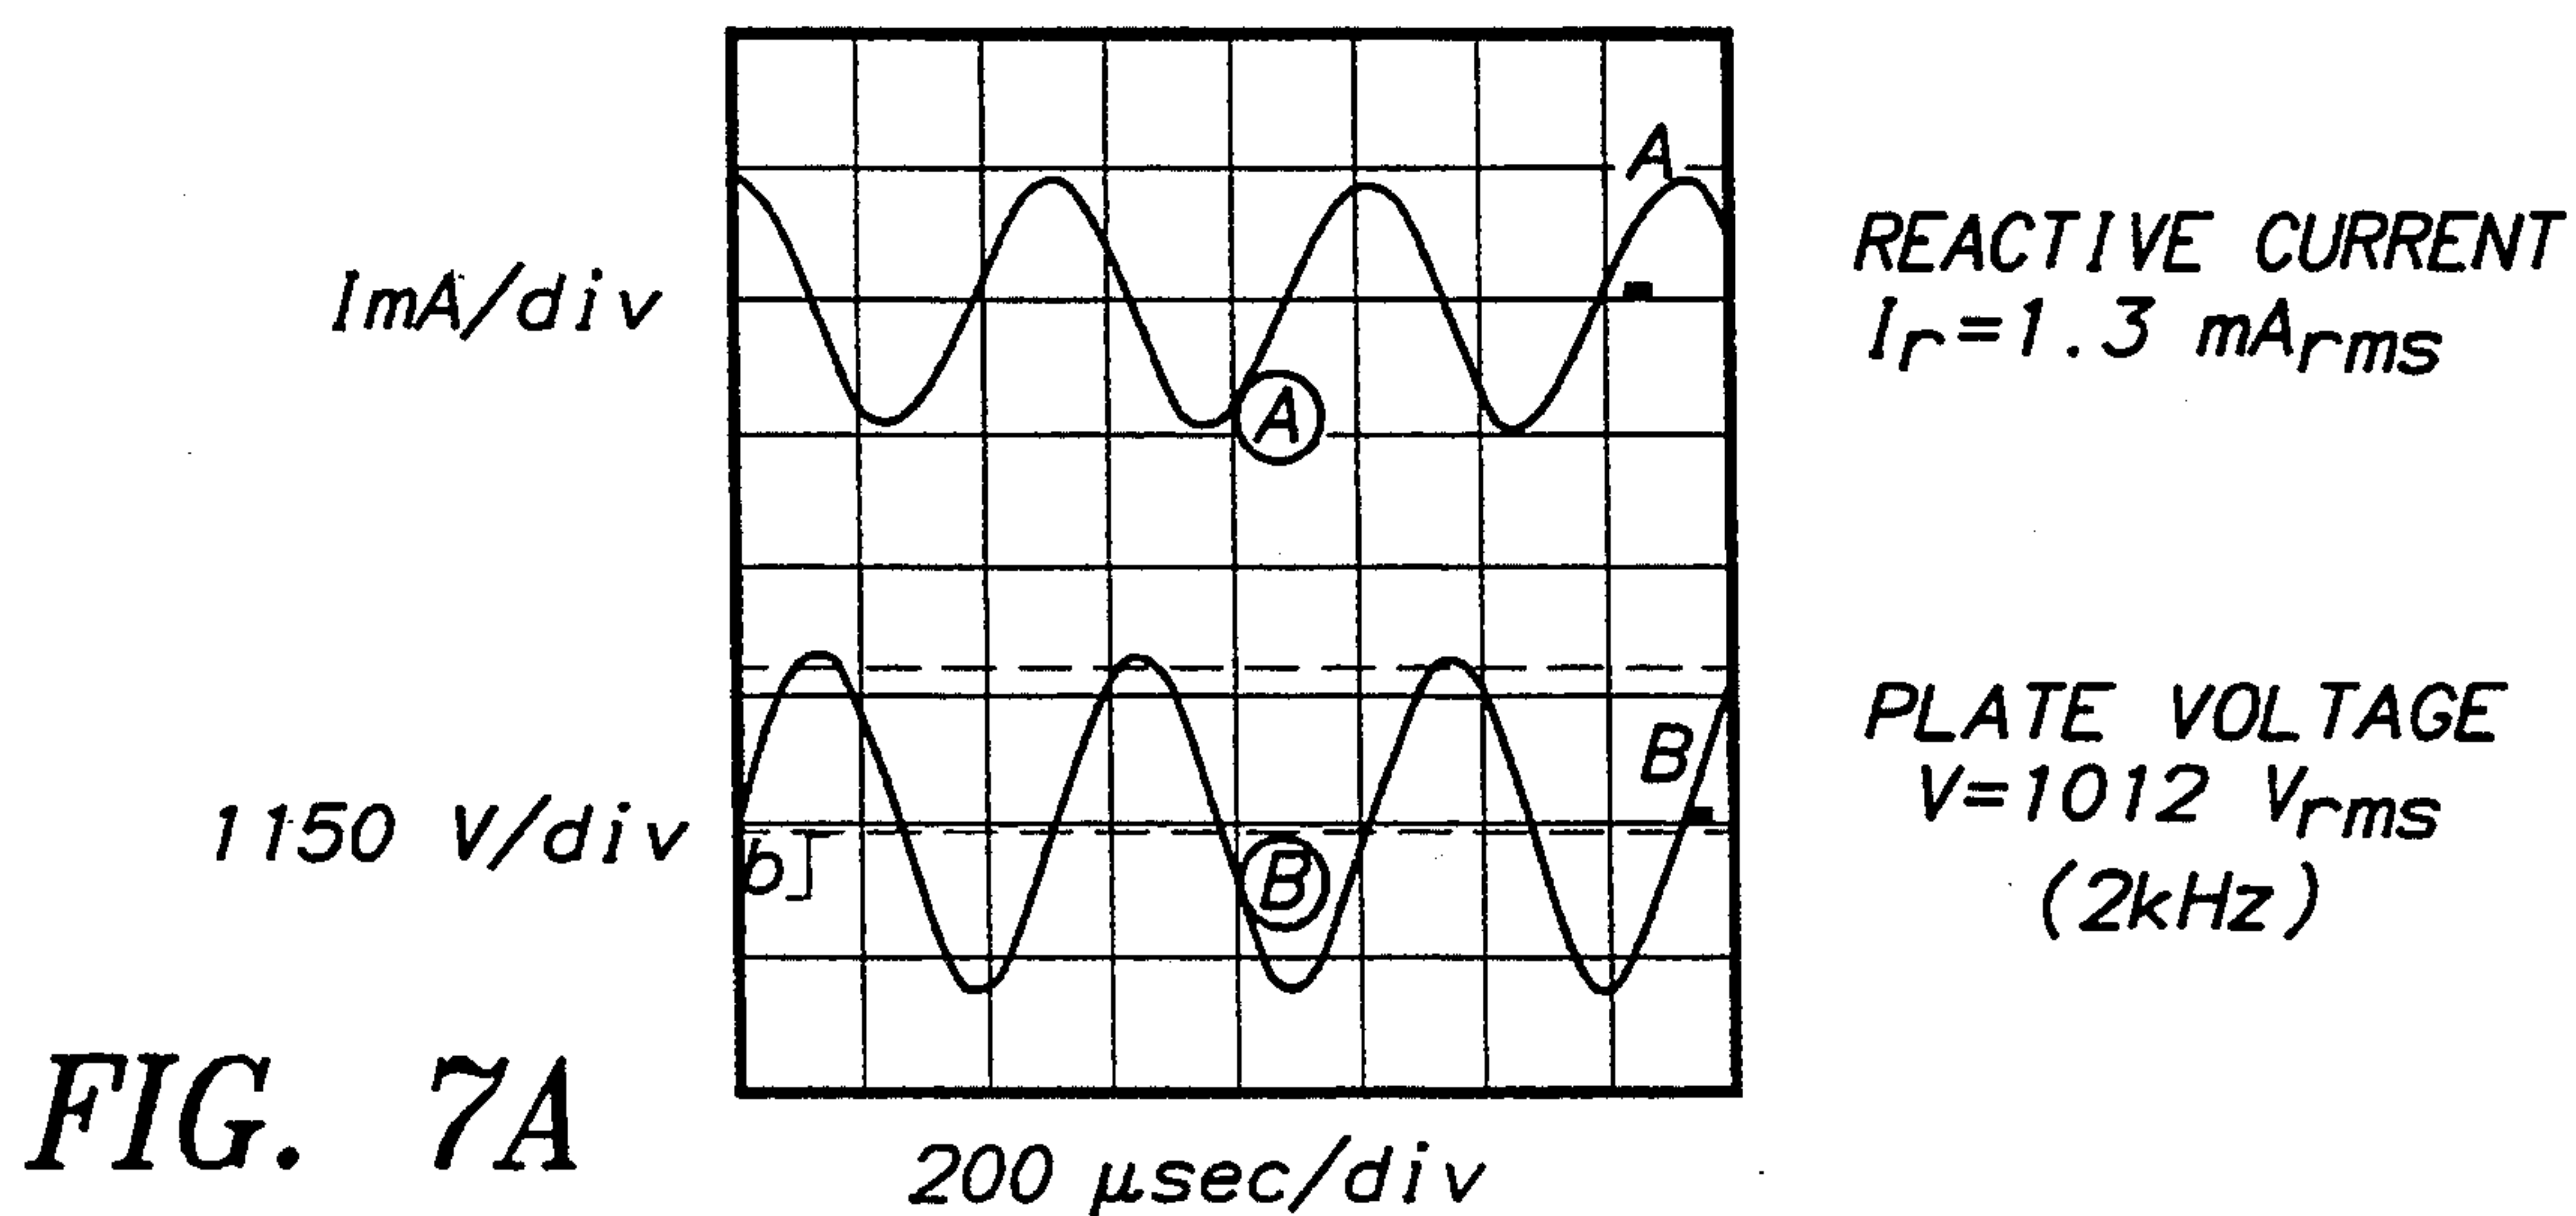 A
ImA/div
REACTIVE CURRENT
Ir=1.3 mArms
A
PLATE VOLTAGE
B
1150 V/div
V=1012 Vrms
b
B
(2kHz)
FIG. 7A
200 μsec/div